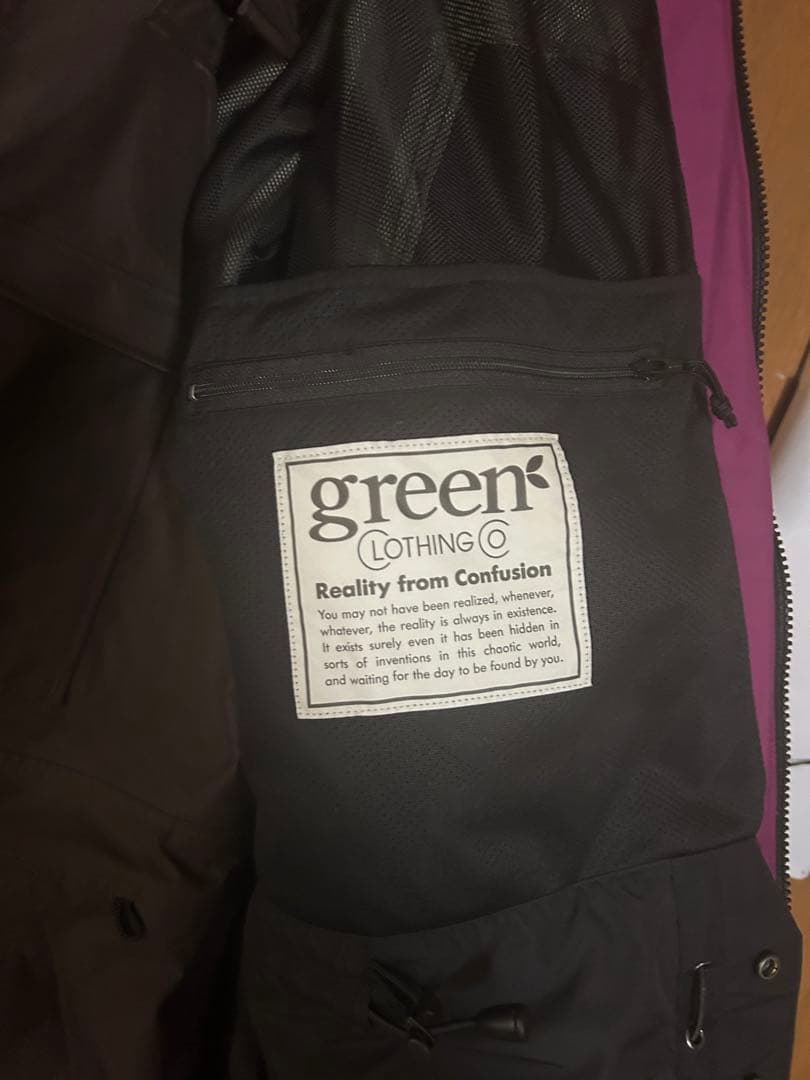 green
CLOTHING CO
Reality from Confusion
You may not have been realized, whenever,
whatever, the reality is always in existence.
It exists surely even it has been hidden in
sorts of inventions in this chaotic world,
and waiting for the day to be found by you.